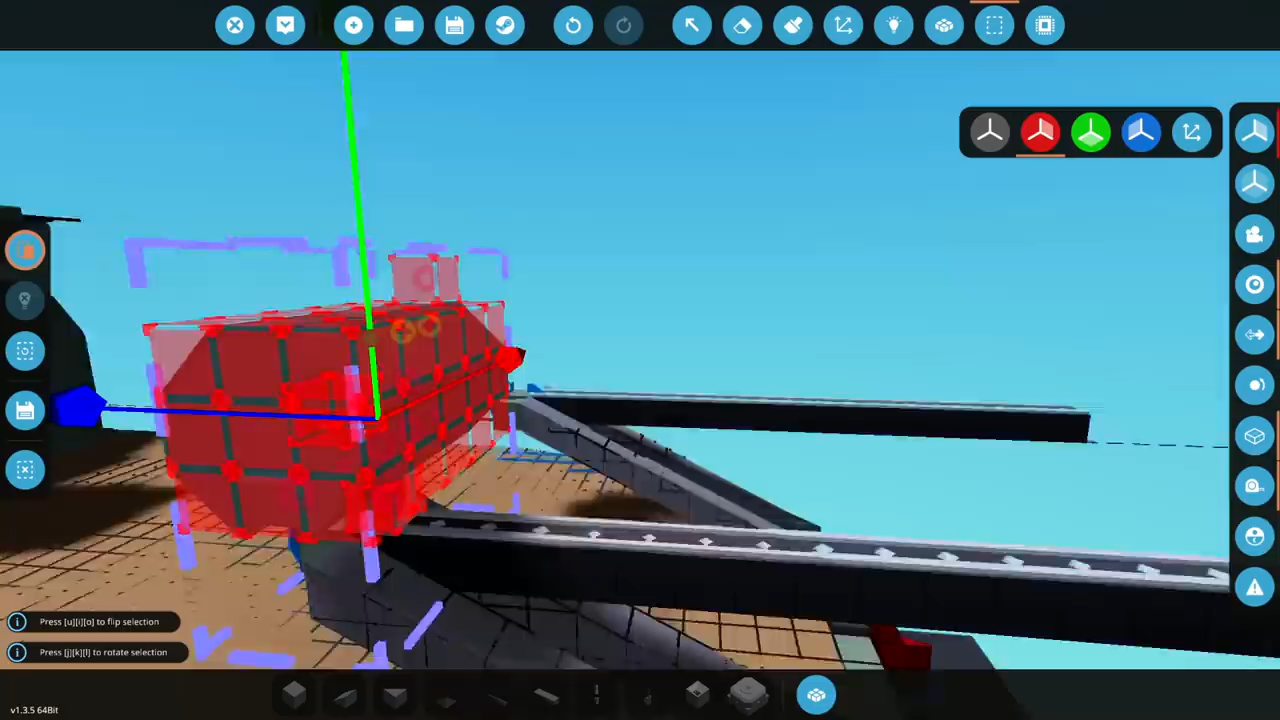 Press [u][i][o] to flip selection
Press [j][k][l] to rotate selection
v1.3.5 64Bit